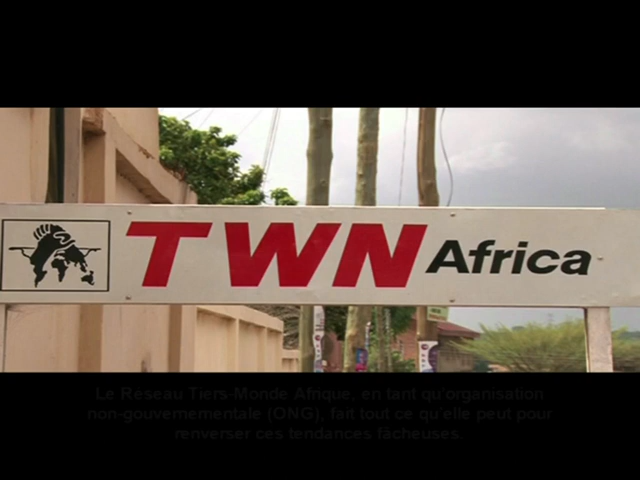 TWN Africa
Le Réseau Tiers-Monde Afrique, en tant qu'organisation
non-gouvernementale (ONG), fait tout ce qu'elle peut pour
renverser ces tendances fâcheuses.